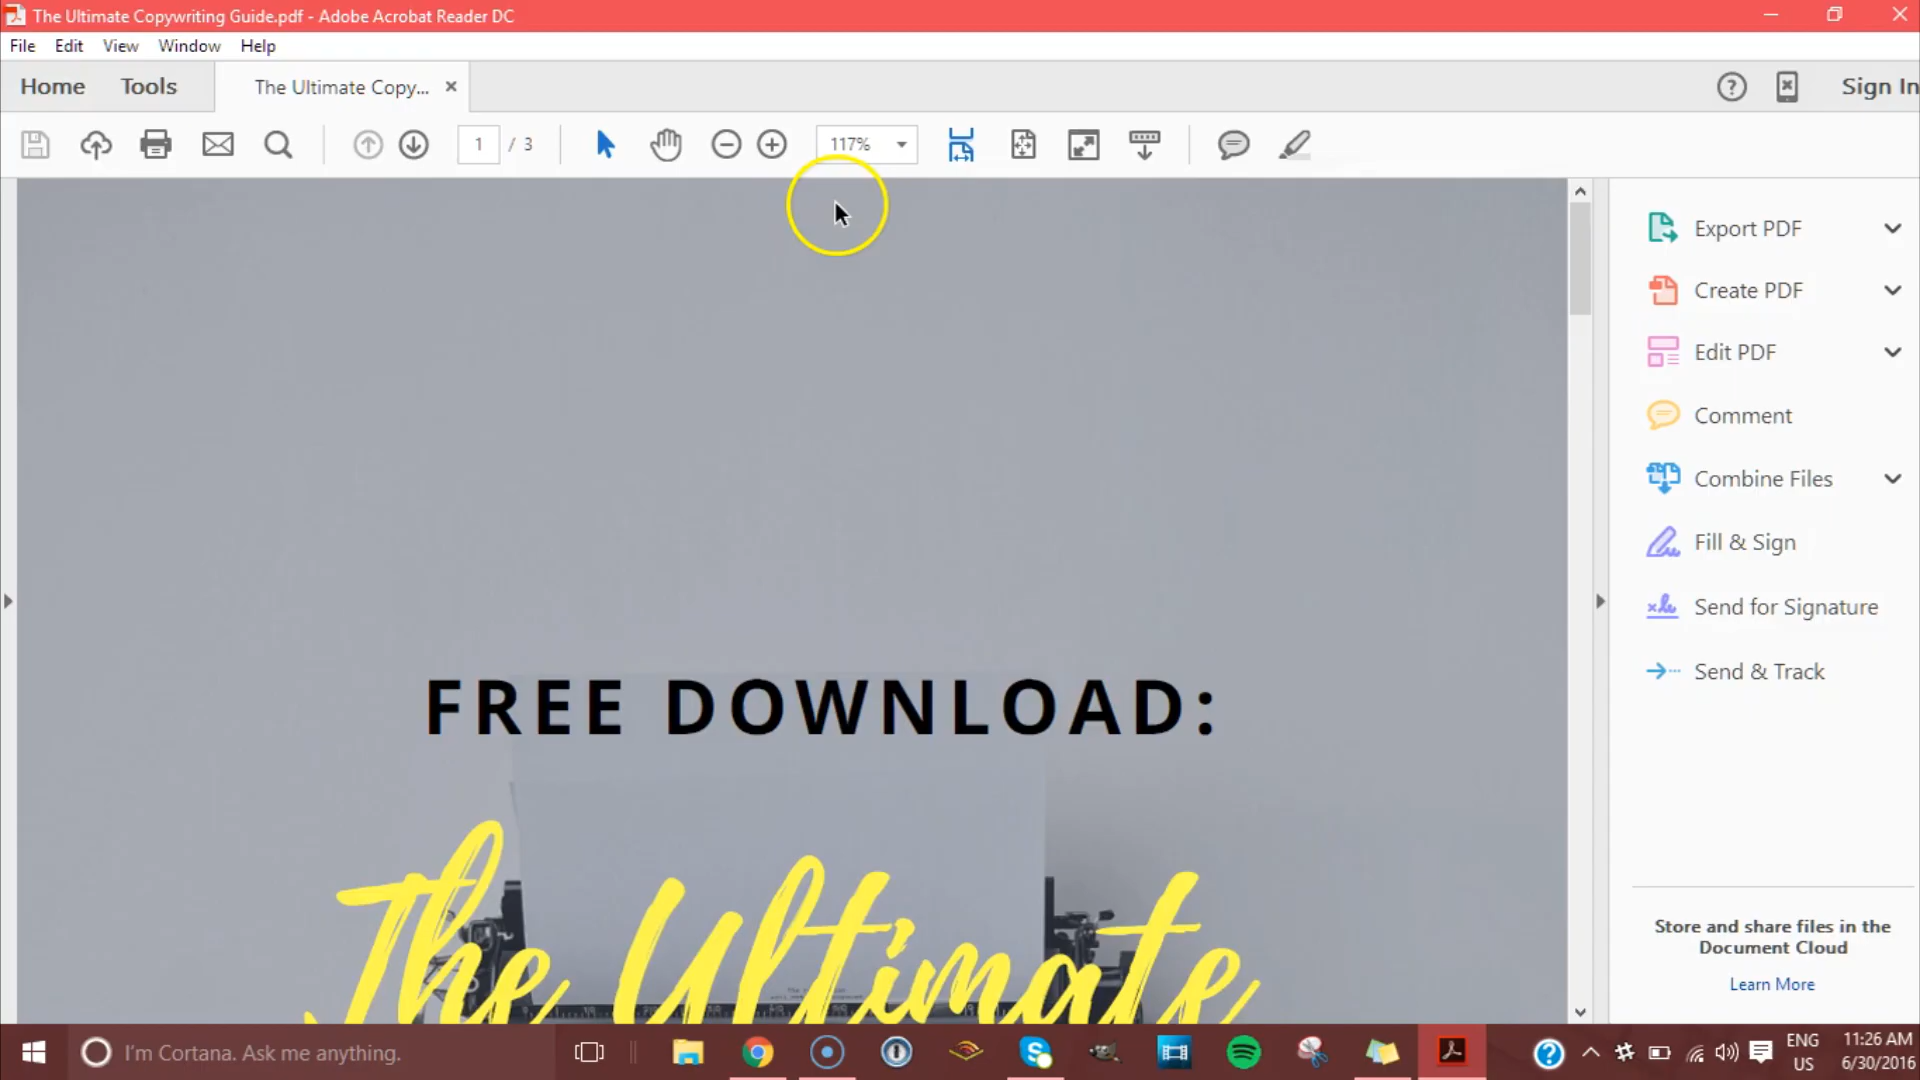 The Ultimate Copywriting Guide.pdf - Adobe Acrobat Reader DC
File Edit View Window Help
Home Tools The Ultimate Copy... Sign In
1 / 3 117%
Export PDF
Create PDF
Edit PDF
Comment
Combine Files
Fill & Sign
Send for Signature
Send & Track
FREE DOWNLOAD:
The Ultimate
Store and share files in the
Document Cloud
Learn More
I'm Cortana. Ask me anything.
ENG
US
11:26 AM
6/30/2016